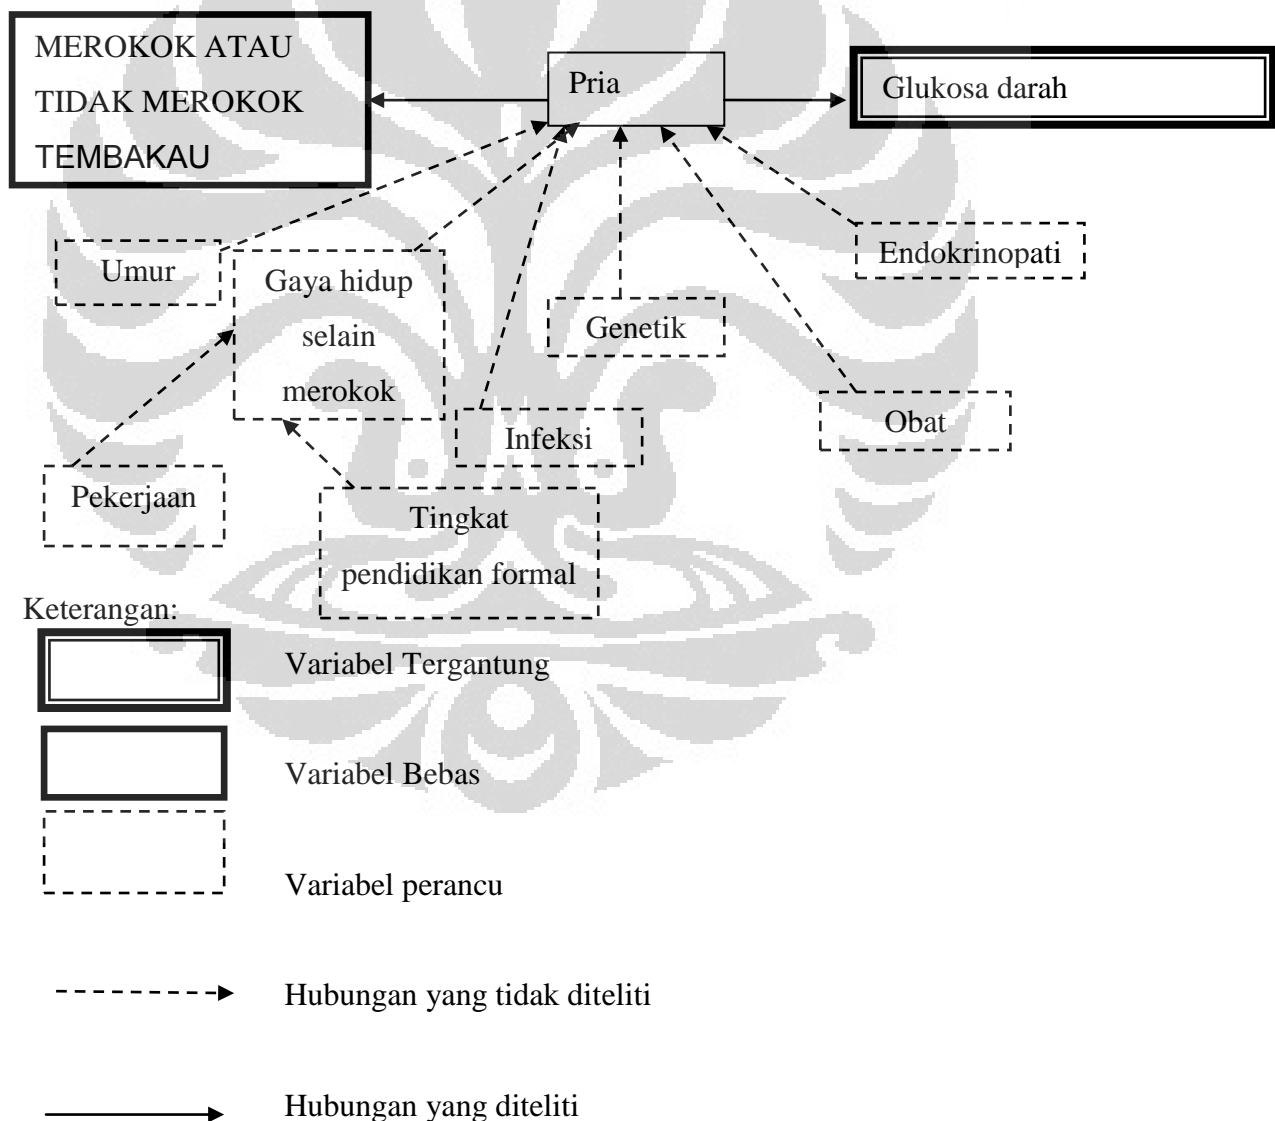 MEROKOK ATAU
TIDAK MEROKOK
TEMBAKAU
Pria
Glukosa darah
Umur
Gaya hidup
selain
merokok
Endokrinopati
Genetik
Infeksi
Obat
Pekerjaan
Tingkat
pendidikan formal
Keterangan:
Variabel Tergantung
Variabel Bebas
Variabel perancu
Hubungan yang tidak diteliti
Hubungan yang diteliti